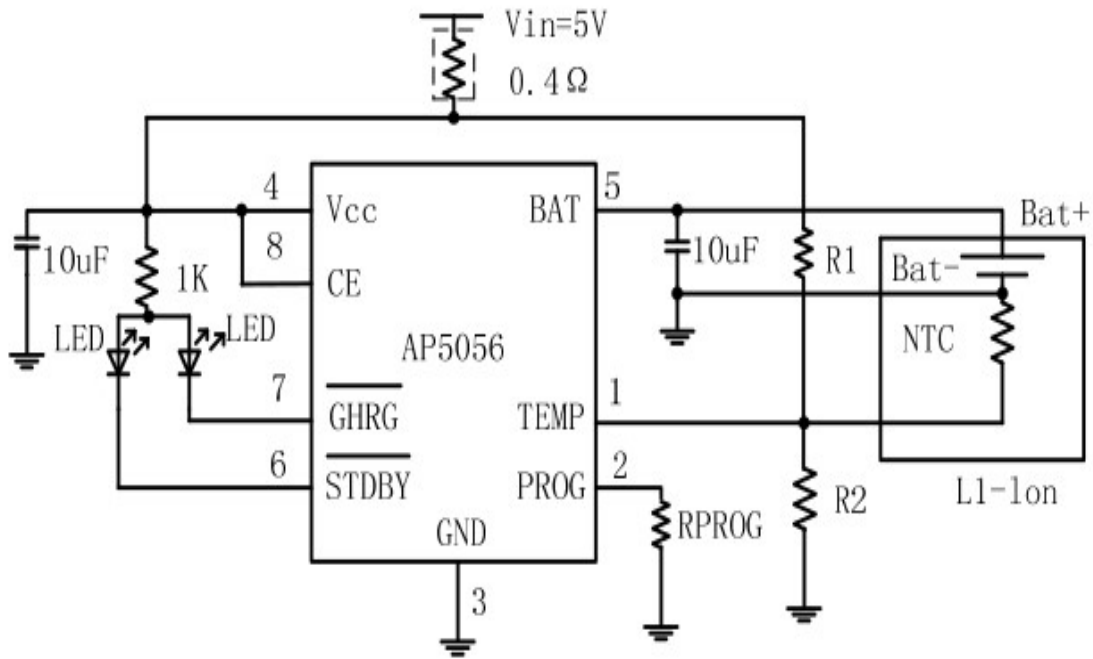 Vin=5V
0.4Ω
4
Vcc
BAT
5
Bat+
8
10uF
1K
CE
10uF
R1
Bat-
LED
LED
AP5056
NTC
7
GHRG
TEMP
1
6
STDBY
PROG
2
R2
L1-lon
GND
RPROG
3